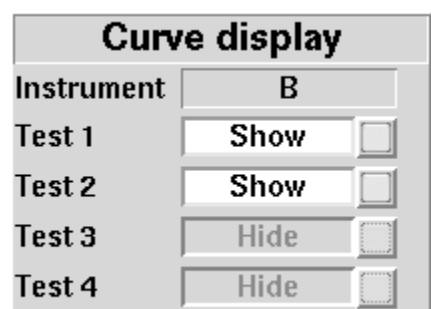 Curve display
Instrument B
Test 1 Show
Test 2 Show
Test 3 Hide
Test 4 Hide